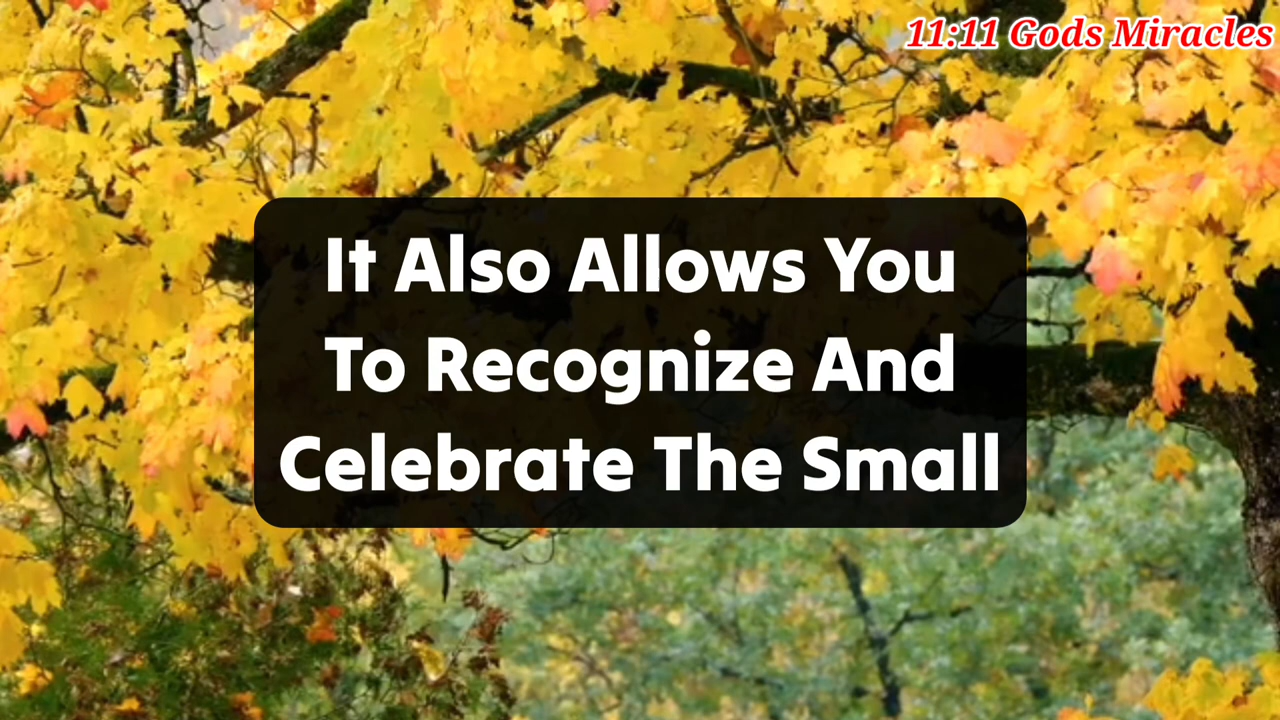 11:11 Gods Miracles
It Also Allows You
To Recognize And
Celebrate The Small